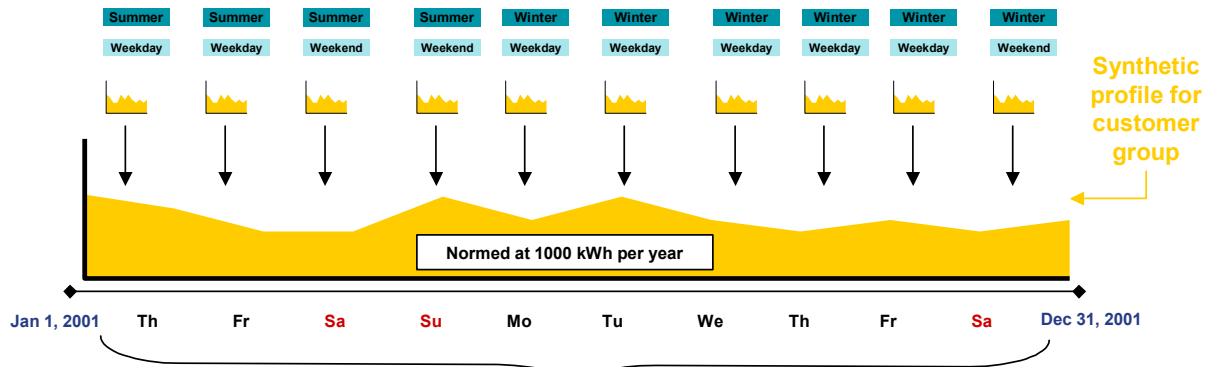 Summer Summer Summer Summer Winter Winter Winter Winter Winter Winter
Weekday Weekday Weekend Weekend Weekday Weekday Weekday Weekday Weekday Weekend
Synthetic
profile for
customer
group
Normed at 1000 kWh per year
Jan 1, 2001 Th Fr Sa Su Mo Tu We Th Fr Sa Dec 31, 2001